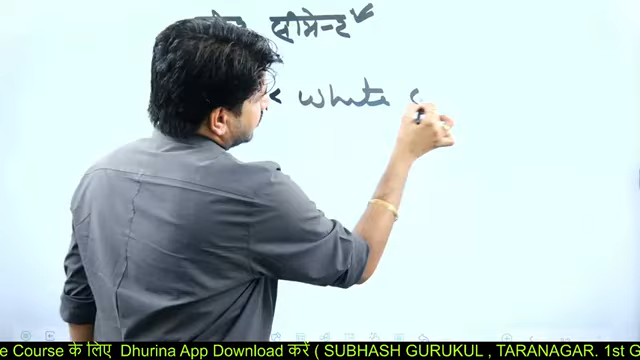 सीमेन्ट
White
e Course के लिए Dhurina App Download करें ( SUBHASH GURUKUL , TARANAGAR. 1st G